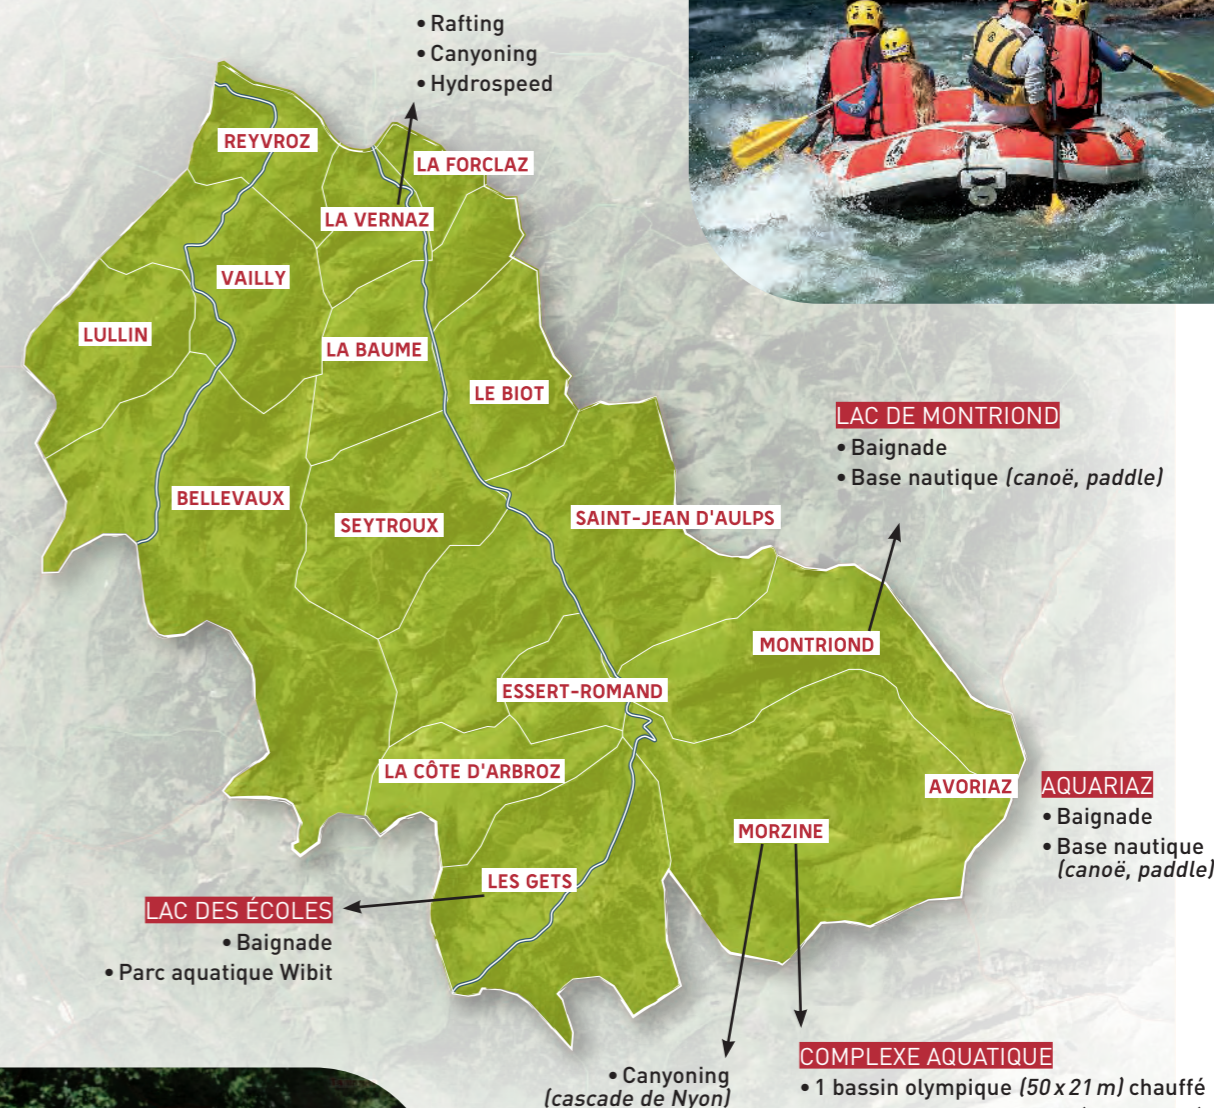 • Rafting
• Canyoning
• Hydrospeed
REYVROZ
LA FORCLAZ
LA VERNAZ
VAILLY
LULLIN
LA BAUME
LE BIOT
LAC DE MONTRIOND
• Baignade
• Base nautique (canoë, paddle)
BELLEVAUX
SEYTROUX
SAINT-JEAN D'AULPS
MONTRIOND
ESSERT-ROMAND
LA CÔTE D'ARBROZ
AVORIAZ
AQUARIAZ
• Baignade
• Base nautique
(canoë, paddle)
MORZINE
LES GETS
LAC DES ÉCOLES
• Baignade
• Parc aquatique Wibit
• Canyoning
(cascade de Nyon)
COMPLEXE AQUATIQUE
• 1 bassin olympique (50 x 21 m) chauffé